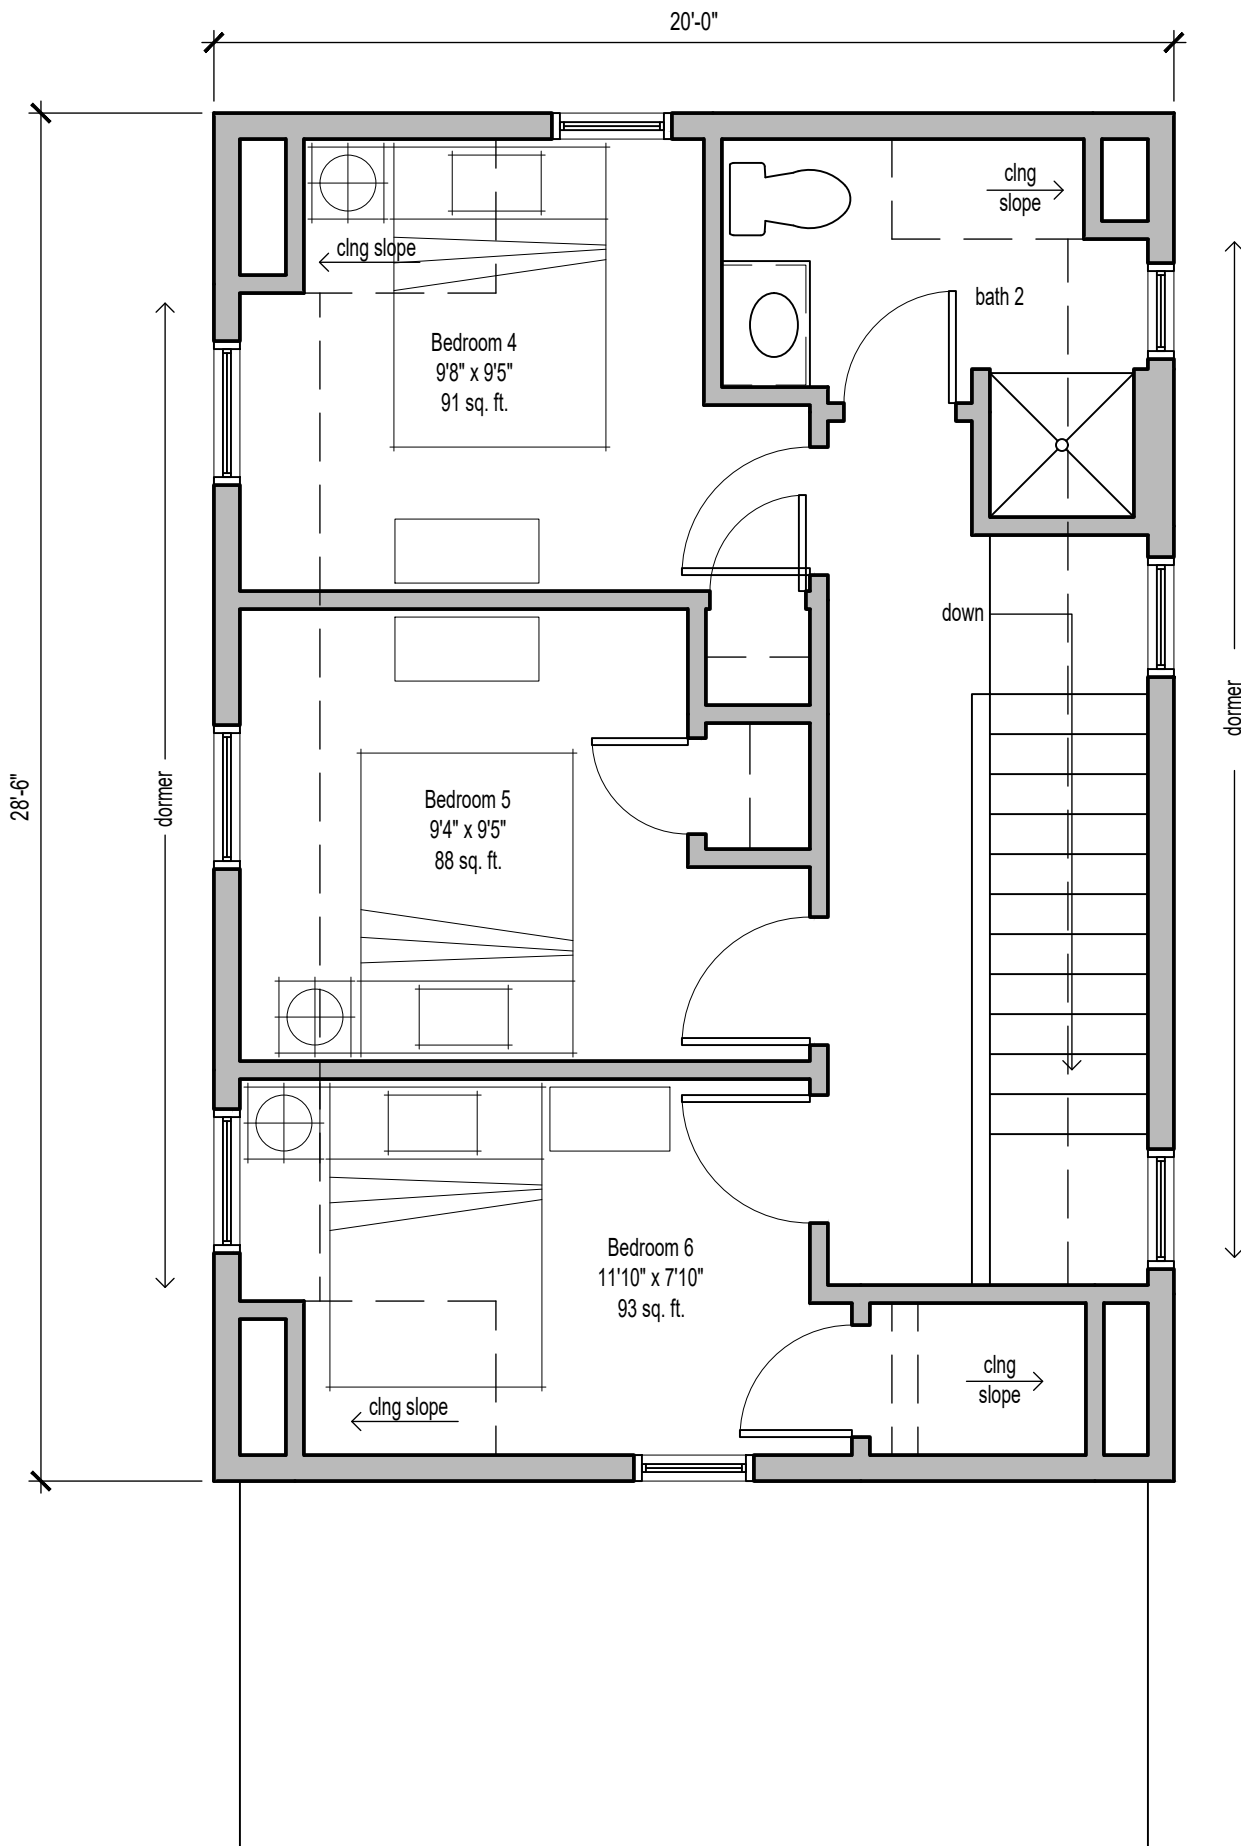 20'-0"
clng
slope
clng slope
bath 2
Bedroom 4
9'8" x 9'5"
91 sq. ft.
down
dormer
28'-6"
dormer
Bedroom 5
9'4" x 9'5"
88 sq. ft.
Bedroom 6
11'10" x 7'10"
93 sq. ft.
clng
slope
clng slope